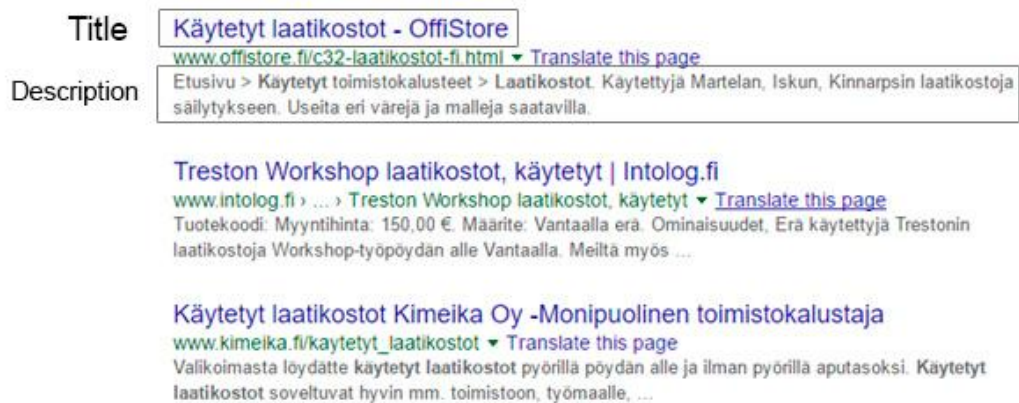 Title
Käytetyt laatikostot - OffiStore
www.offistore.fi/c32-laatikostot-fi.html ▼ Translate this page
Description
Etusivu > Käytetyt toimistokalusteet > Laatikostot. Käytettyjä Martelan, Iskun, Kinnarpsin laatikostoja
säilytykseen. Useita eri värejä ja malleja saatavilla.
Treston Workshop laatikostot, käytetyt | Intolog.fi
www.intolog.fi › ... › Treston Workshop laatikostot, käytetyt ▼ Translate this page
Tuotekoodi: Myyntihinta: 150,00 €. Määrite: Vantaalla erä. Ominaisuudet, Erä käytettyjä Trestonin
laatikostoja Workshop-työpöydän alle Vantaalla. Meiltä myös ...
Käytetyt laatikostot Kimeika Oy -Monipuolinen toimistokalustaja
www.kimeika.fi/kaytetyt_laatikostot ▼ Translate this page
Valikoimasta löydätte käytetyt laatikostot pyörillä pöydän alle ja ilman pyörillä aputasoksi. Käytetyt
laatikostot soveltuvat hyvin mm. toimistoon, työmaalle, ...